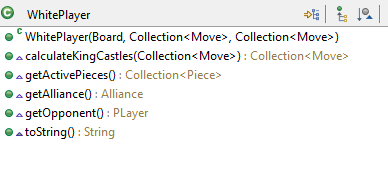 WhitePlayer
WhitePlayer(Board, Collection<Move>, Collection<Move>)
calculateKingCastles(Collection<Move>) : Collection<Move>
getActivePieces() : Collection<Piece>
getAlliance() : Alliance
getOpponent() : PLayer
toString() : String